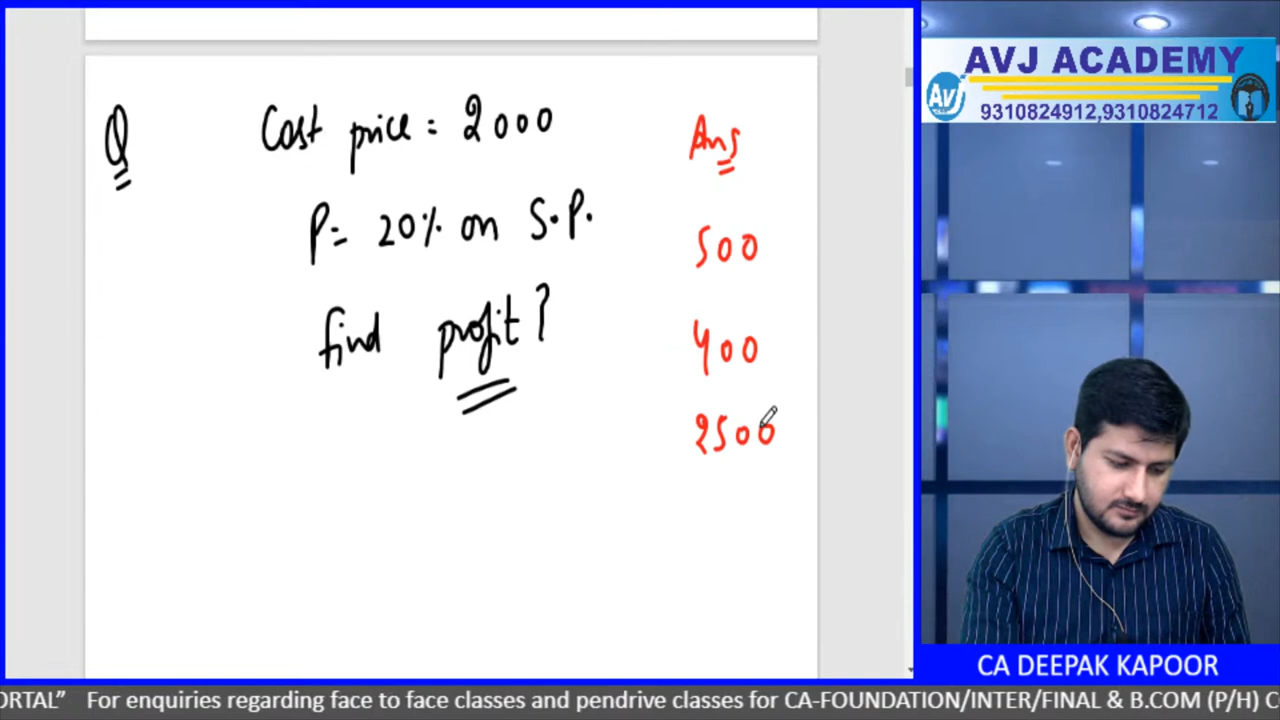 Q Cost price = 2000
P = 20% on S.P.
find profit?
Ans
500
400
2500
AVJ ACADEMY
AV
9310824912,9310824712
CA DEEPAK KAPOOR
ORTAL” For enquiries regarding face to face classes and pendrive classes for CA-FOUNDATION/INTER/FINAL & B.COM (P/H) C